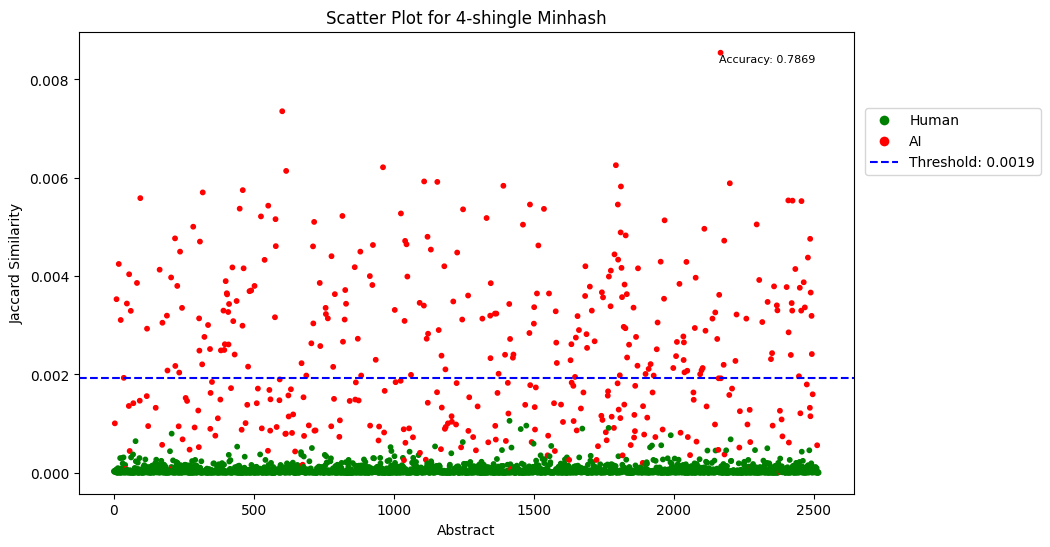 Scatter Plot for 4-shingle Minhash
Accuracy: 0.7869
Human
AI
Threshold: 0.0019
Jaccard Similarity
0.008
0.006
0.004
0.002
0.000
0
500
1000
1500
2000
2500
Abstract